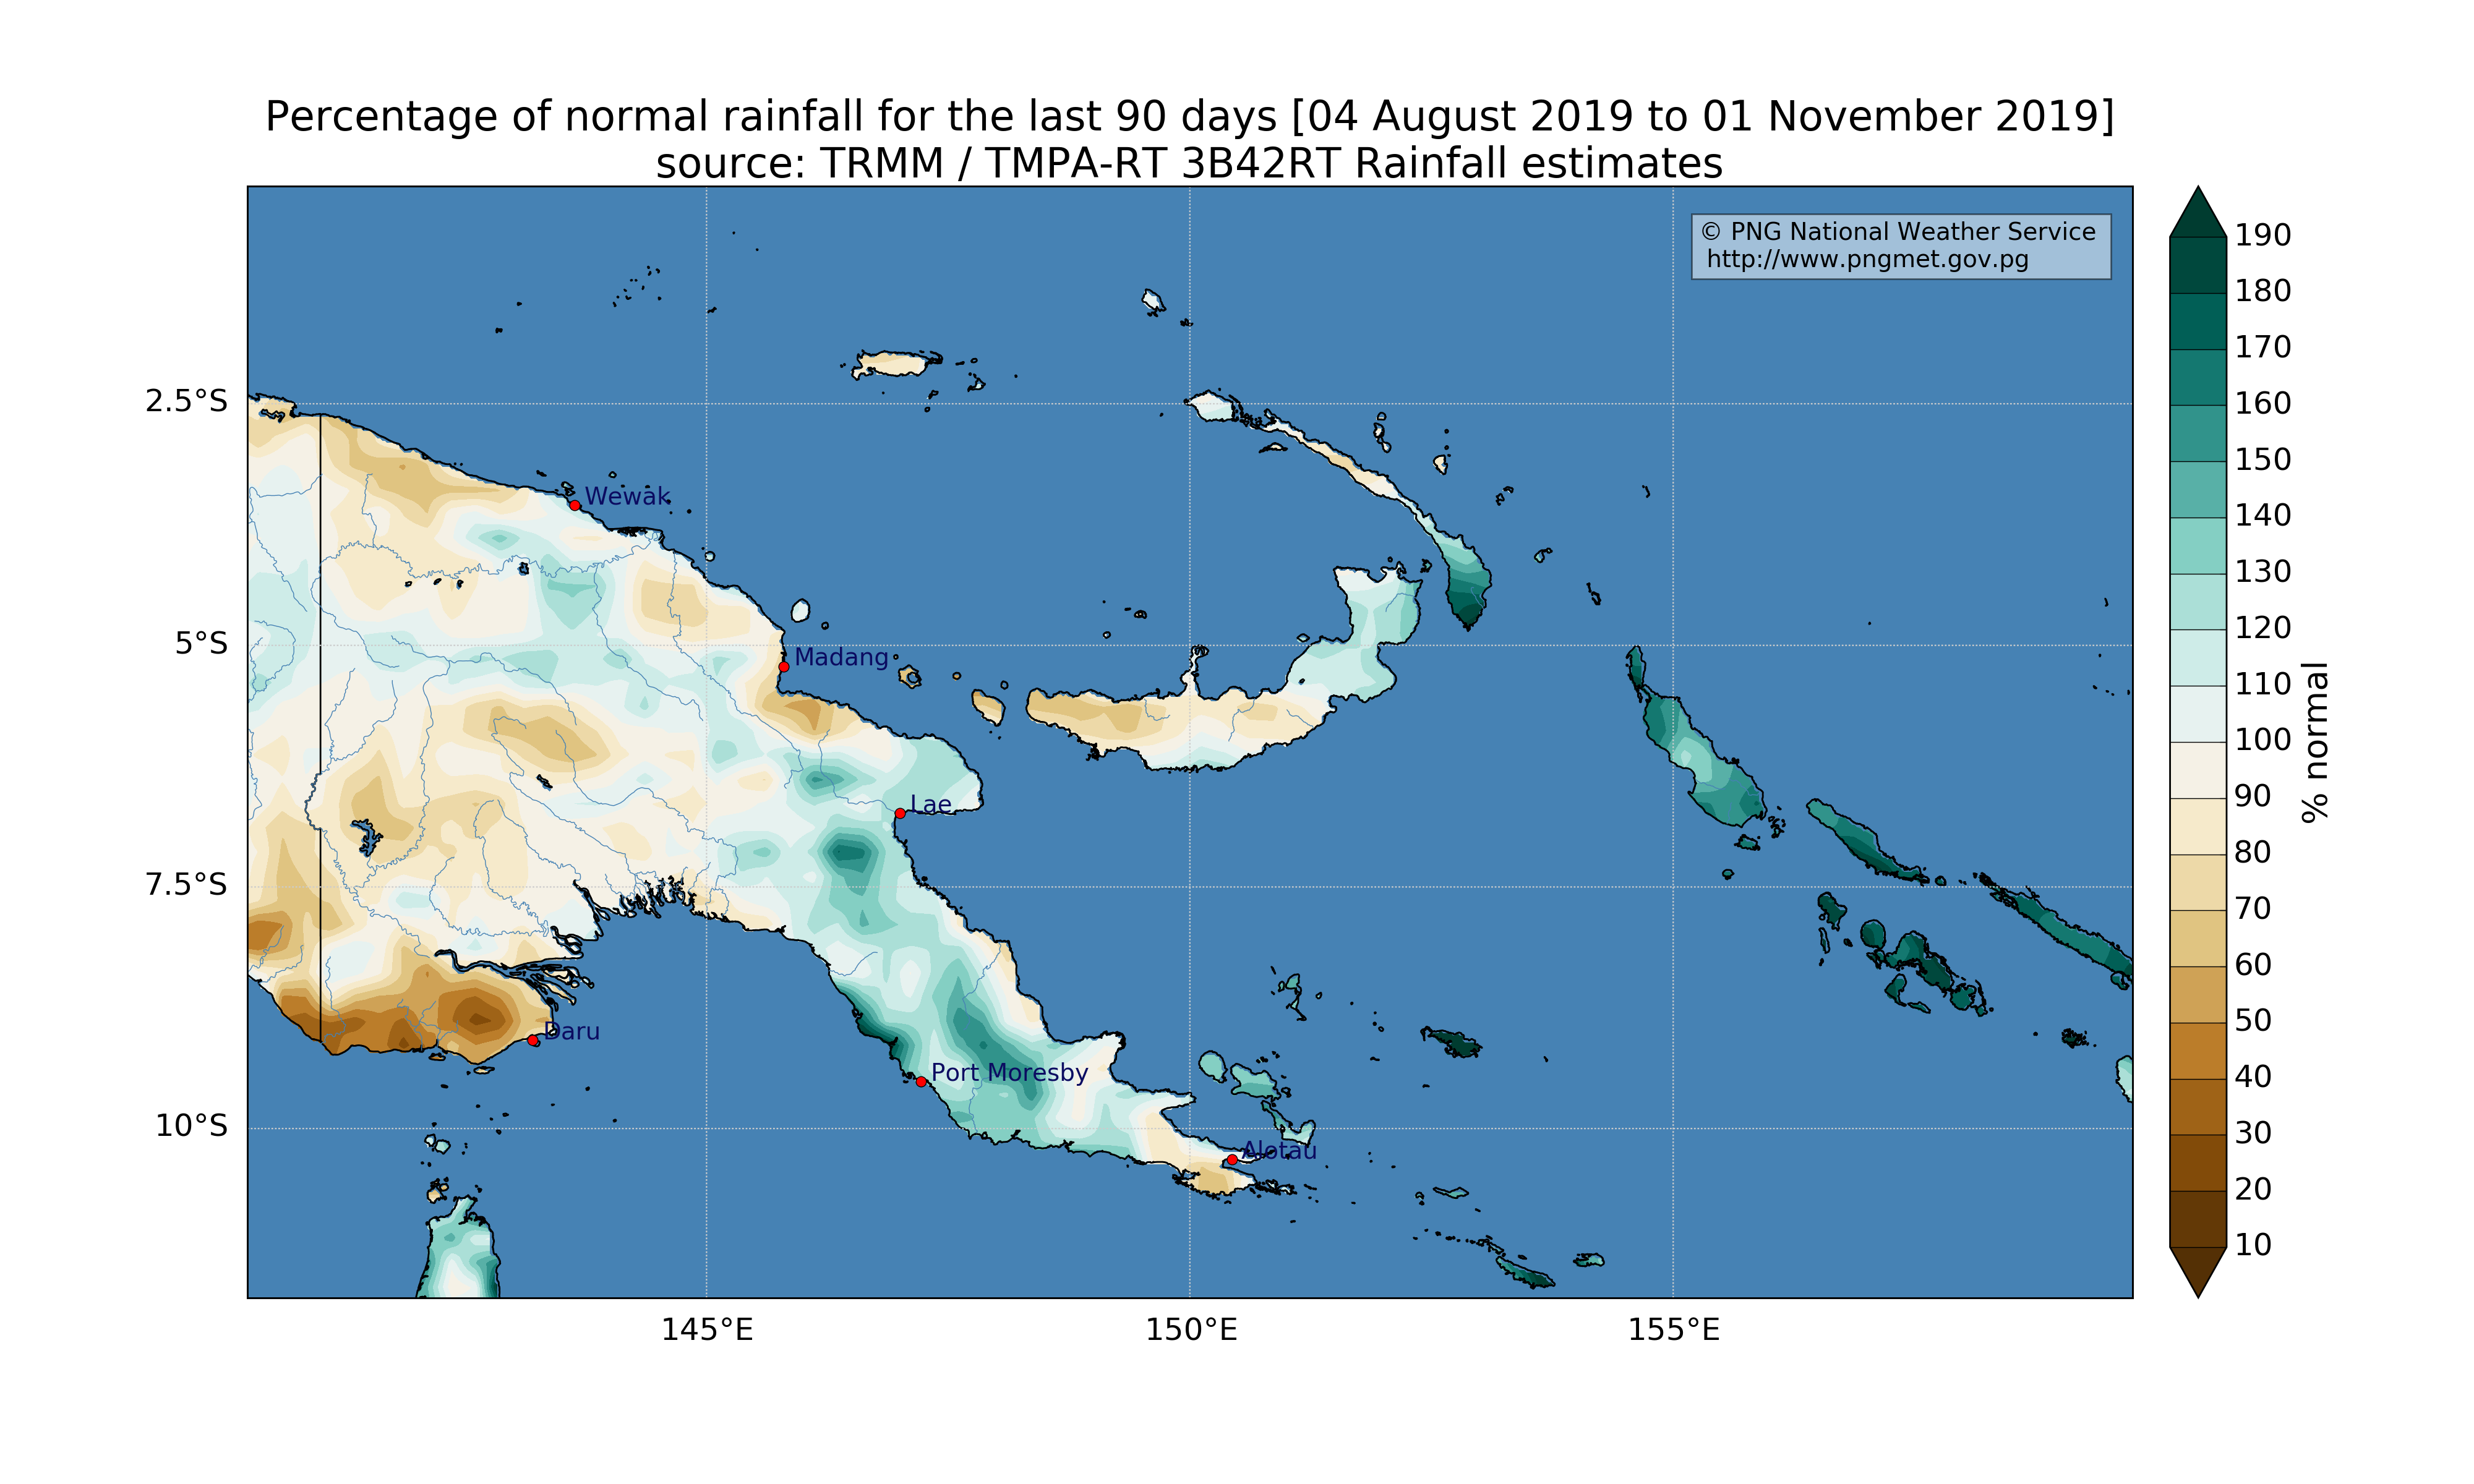 Percentage of normal rainfall for the last 90 days [04 August 2019 to 01 November 2019]
source: TRMM / TMPA-RT 3B42RT Rainfall estimates
© PNG National Weather Service
http://www.pngmet.gov.pg
2.5°S
5°S
7.5°S
10°S
Wewak
Madang
Lae
Daru
Port Moresby
Alotau
145°E
150°E
155°E
190
180
170
160
150
140
130
120
110
100
90
80
70
60
50
40
30
20
10
% normal